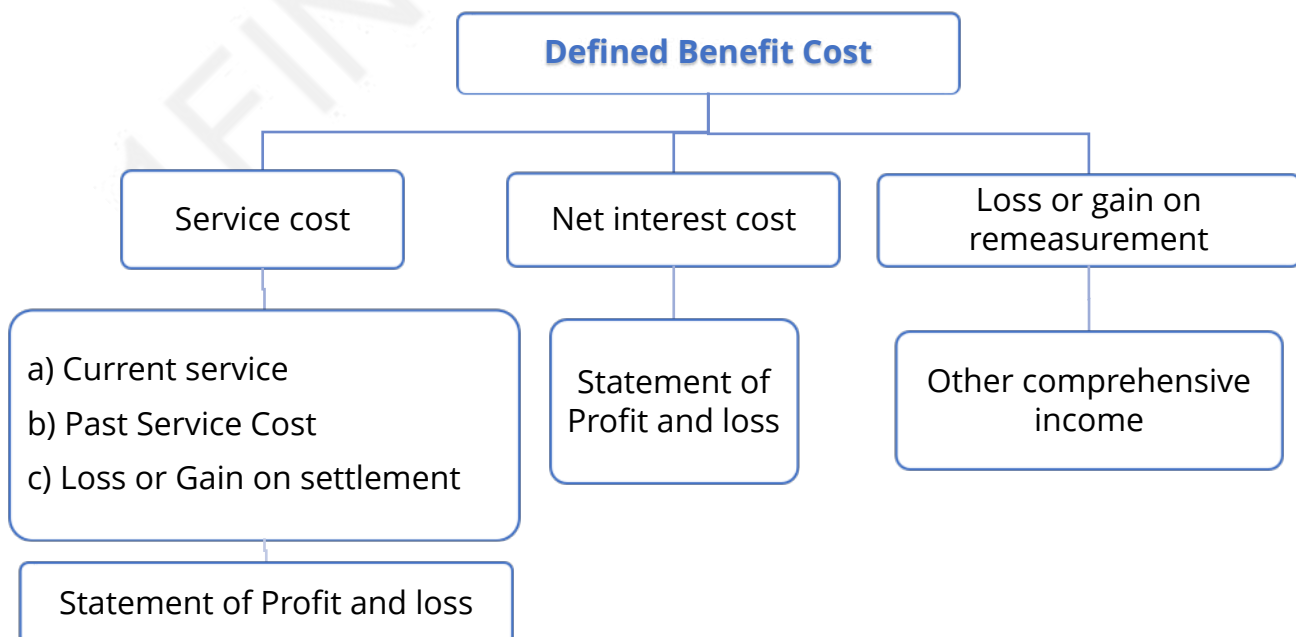 Defined Benefit Cost
Service cost
Net interest cost
Loss or gain on
remeasurement
a) Current service
b) Past Service Cost
c) Loss or Gain on settlement
Statement of
Profit and loss
Other comprehensive
income
Statement of Profit and loss